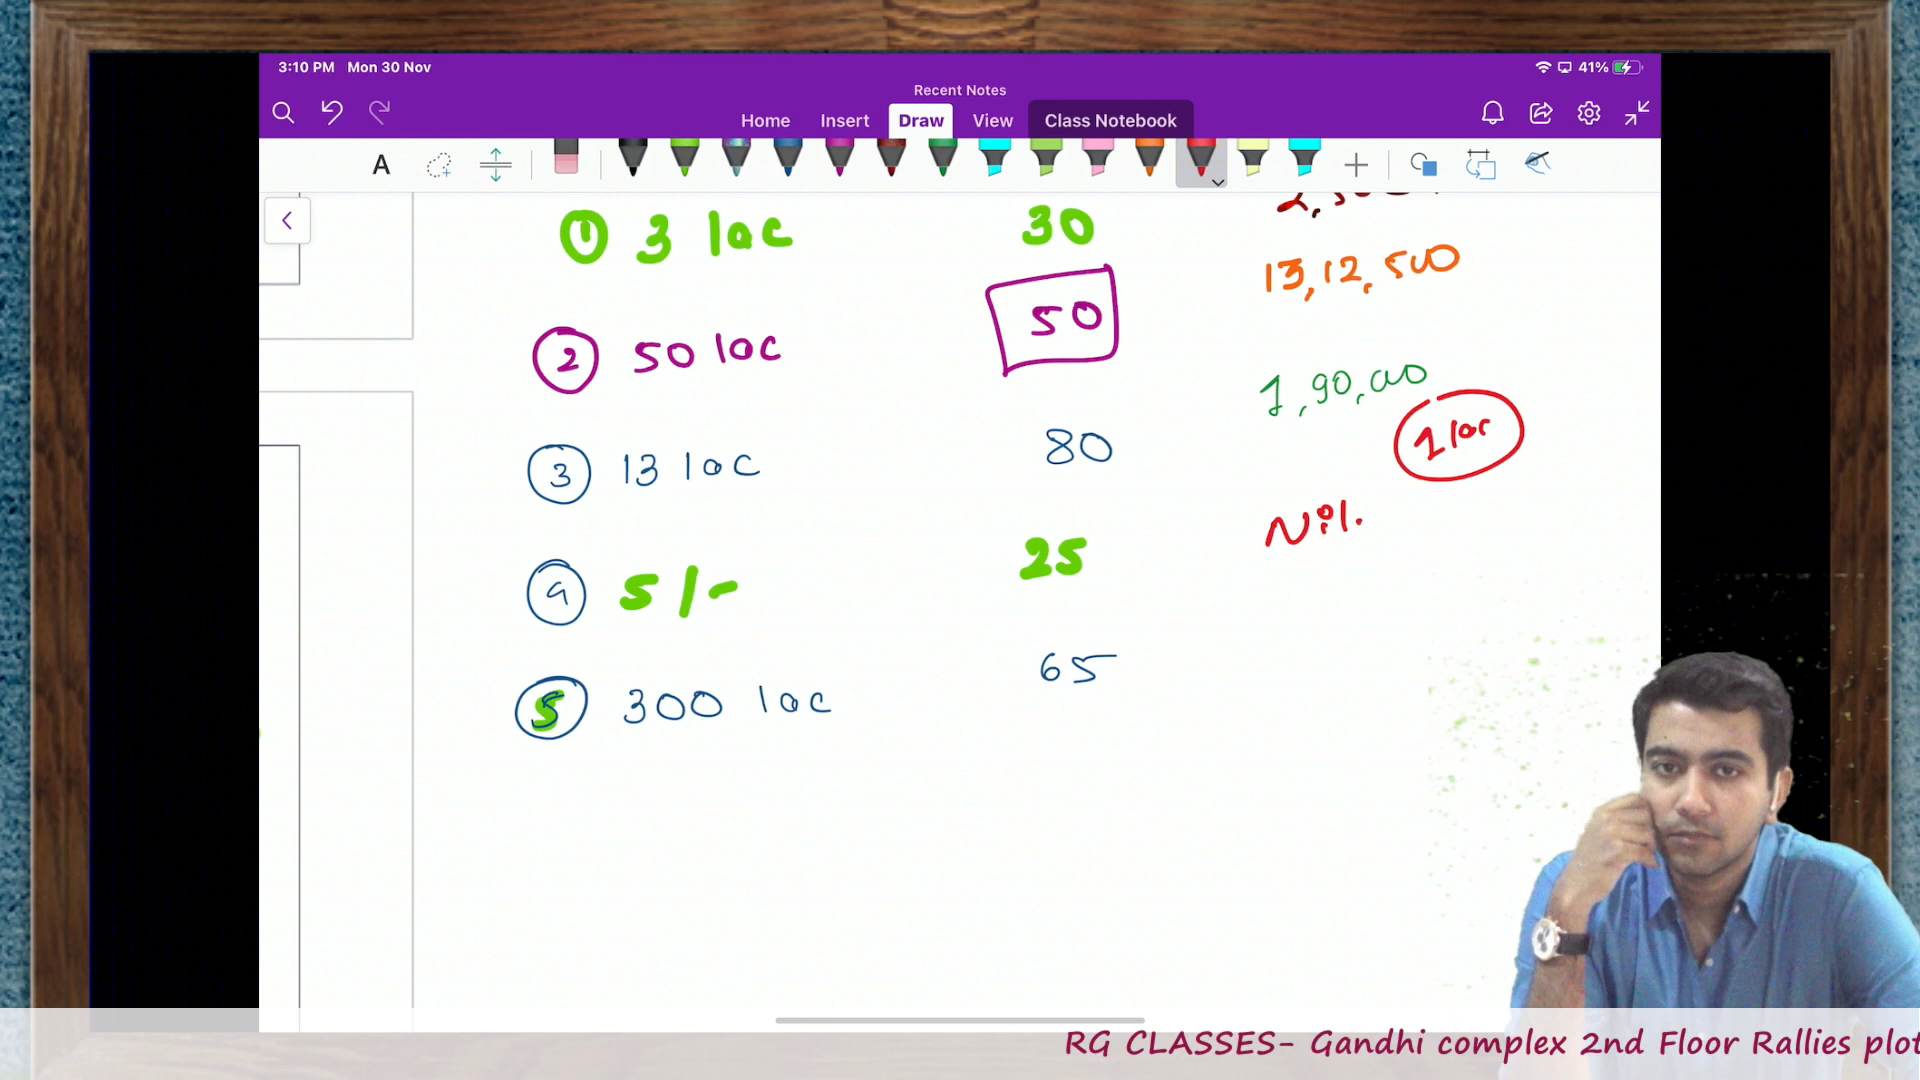 3:10 PM Mon 30 Nov
41%
Recent Notes
Home Insert Draw View Class Notebook
A
① 3 lac 30
13,12,500
② 50 lac 50
1,90,000
1 lac
③ 13 lac 80
Nil.
④ 5/- 25
⑤ 300 lac 65
RG CLASSES- Gandhi complex 2nd Floor Rallies plot